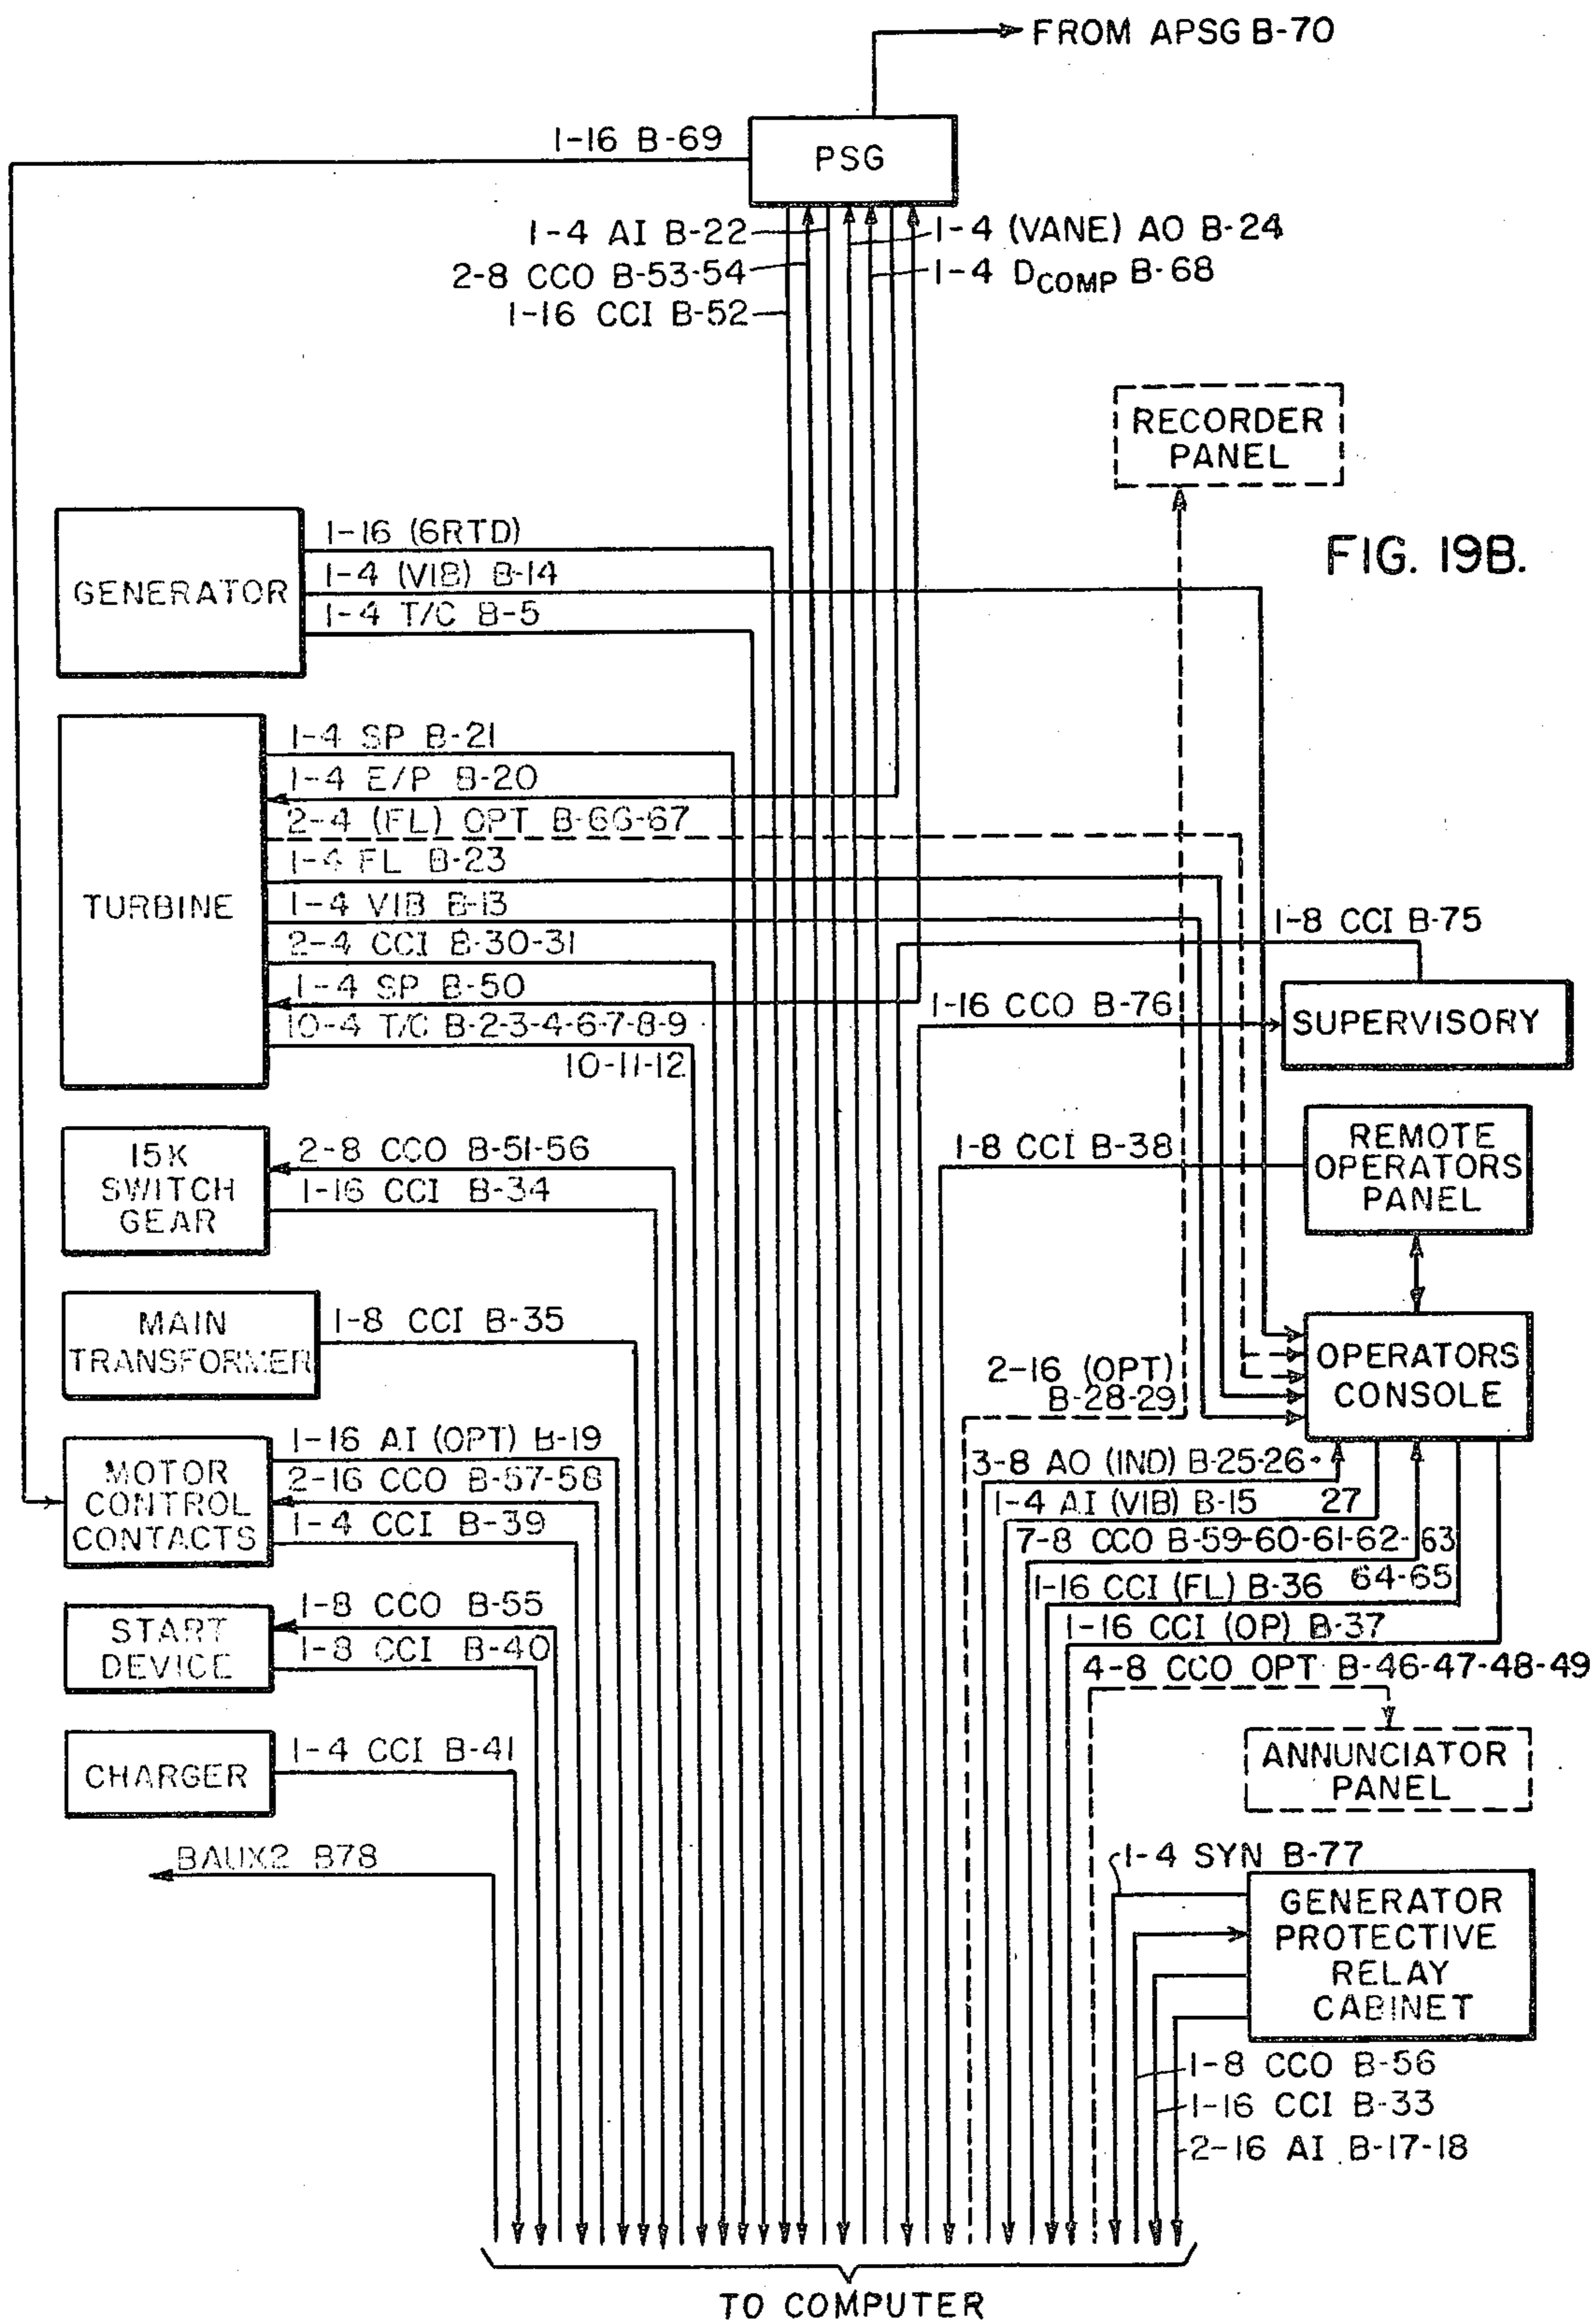 FROM APSG B-70
1-16 B-69
PSG
1-4 AI B-22
1-4 (VANE) AO B-24
2-8 CCO B-53-54
1-4 DCOMP B-68
1-16 CCI B-52
RECORDER
PANEL
FIG. 19B.
GENERATOR
1-16 (6RTD)
1-4 (VIB) B-14
1-4 T/C B-5
TURBINE
1-4 SP B-21
1-4 E/P B-20
2-4 (FL) OPT B-66-67
1-4 FL B-23
1-4 VIB B-13
2-4 CCI B-30-31
1-4 SP B-50
10-4 T/C B-2-3-4-6-7-8-9
10-11-12
1-8 CCI B-75
1-16 CCO B-76
SUPERVISORY
15K
SWITCH
GEAR
2-8 CCO B-51-56
1-16 CCI B-34
1-8 CCI B-38
REMOTE
OPERATORS
PANEL
MAIN
TRANSFORMER
1-8 CCI B-35
2-16 (OPT)
B-28-29
OPERATORS
CONSOLE
MOTOR
CONTROL
CONTACTS
1-16 AI (OPT) B-19
2-16 CCO B-57-58
1-4 CCI B-39
3-8 AO (IND) B-25-26-
27
1-4 AI (VIB) B-15
7-8 CCO B-59-60-61-62-63
64-65
1-16 CCI (FL) B-36
1-16 CCI (OP) B-37
4-8 CCO OPT B-46-47-48-49
START
DEVICE
1-8 CCO B-55
1-8 CCI B-40
CHARGER
1-4 CCI B-41
ANNUNCIATOR
PANEL
BAUX2 B78
1-4 SYN B-77
GENERATOR
PROTECTIVE
RELAY
CABINET
1-8 CCO B-56
1-16 CCI B-33
2-16 AI B-17-18
TO COMPUTER